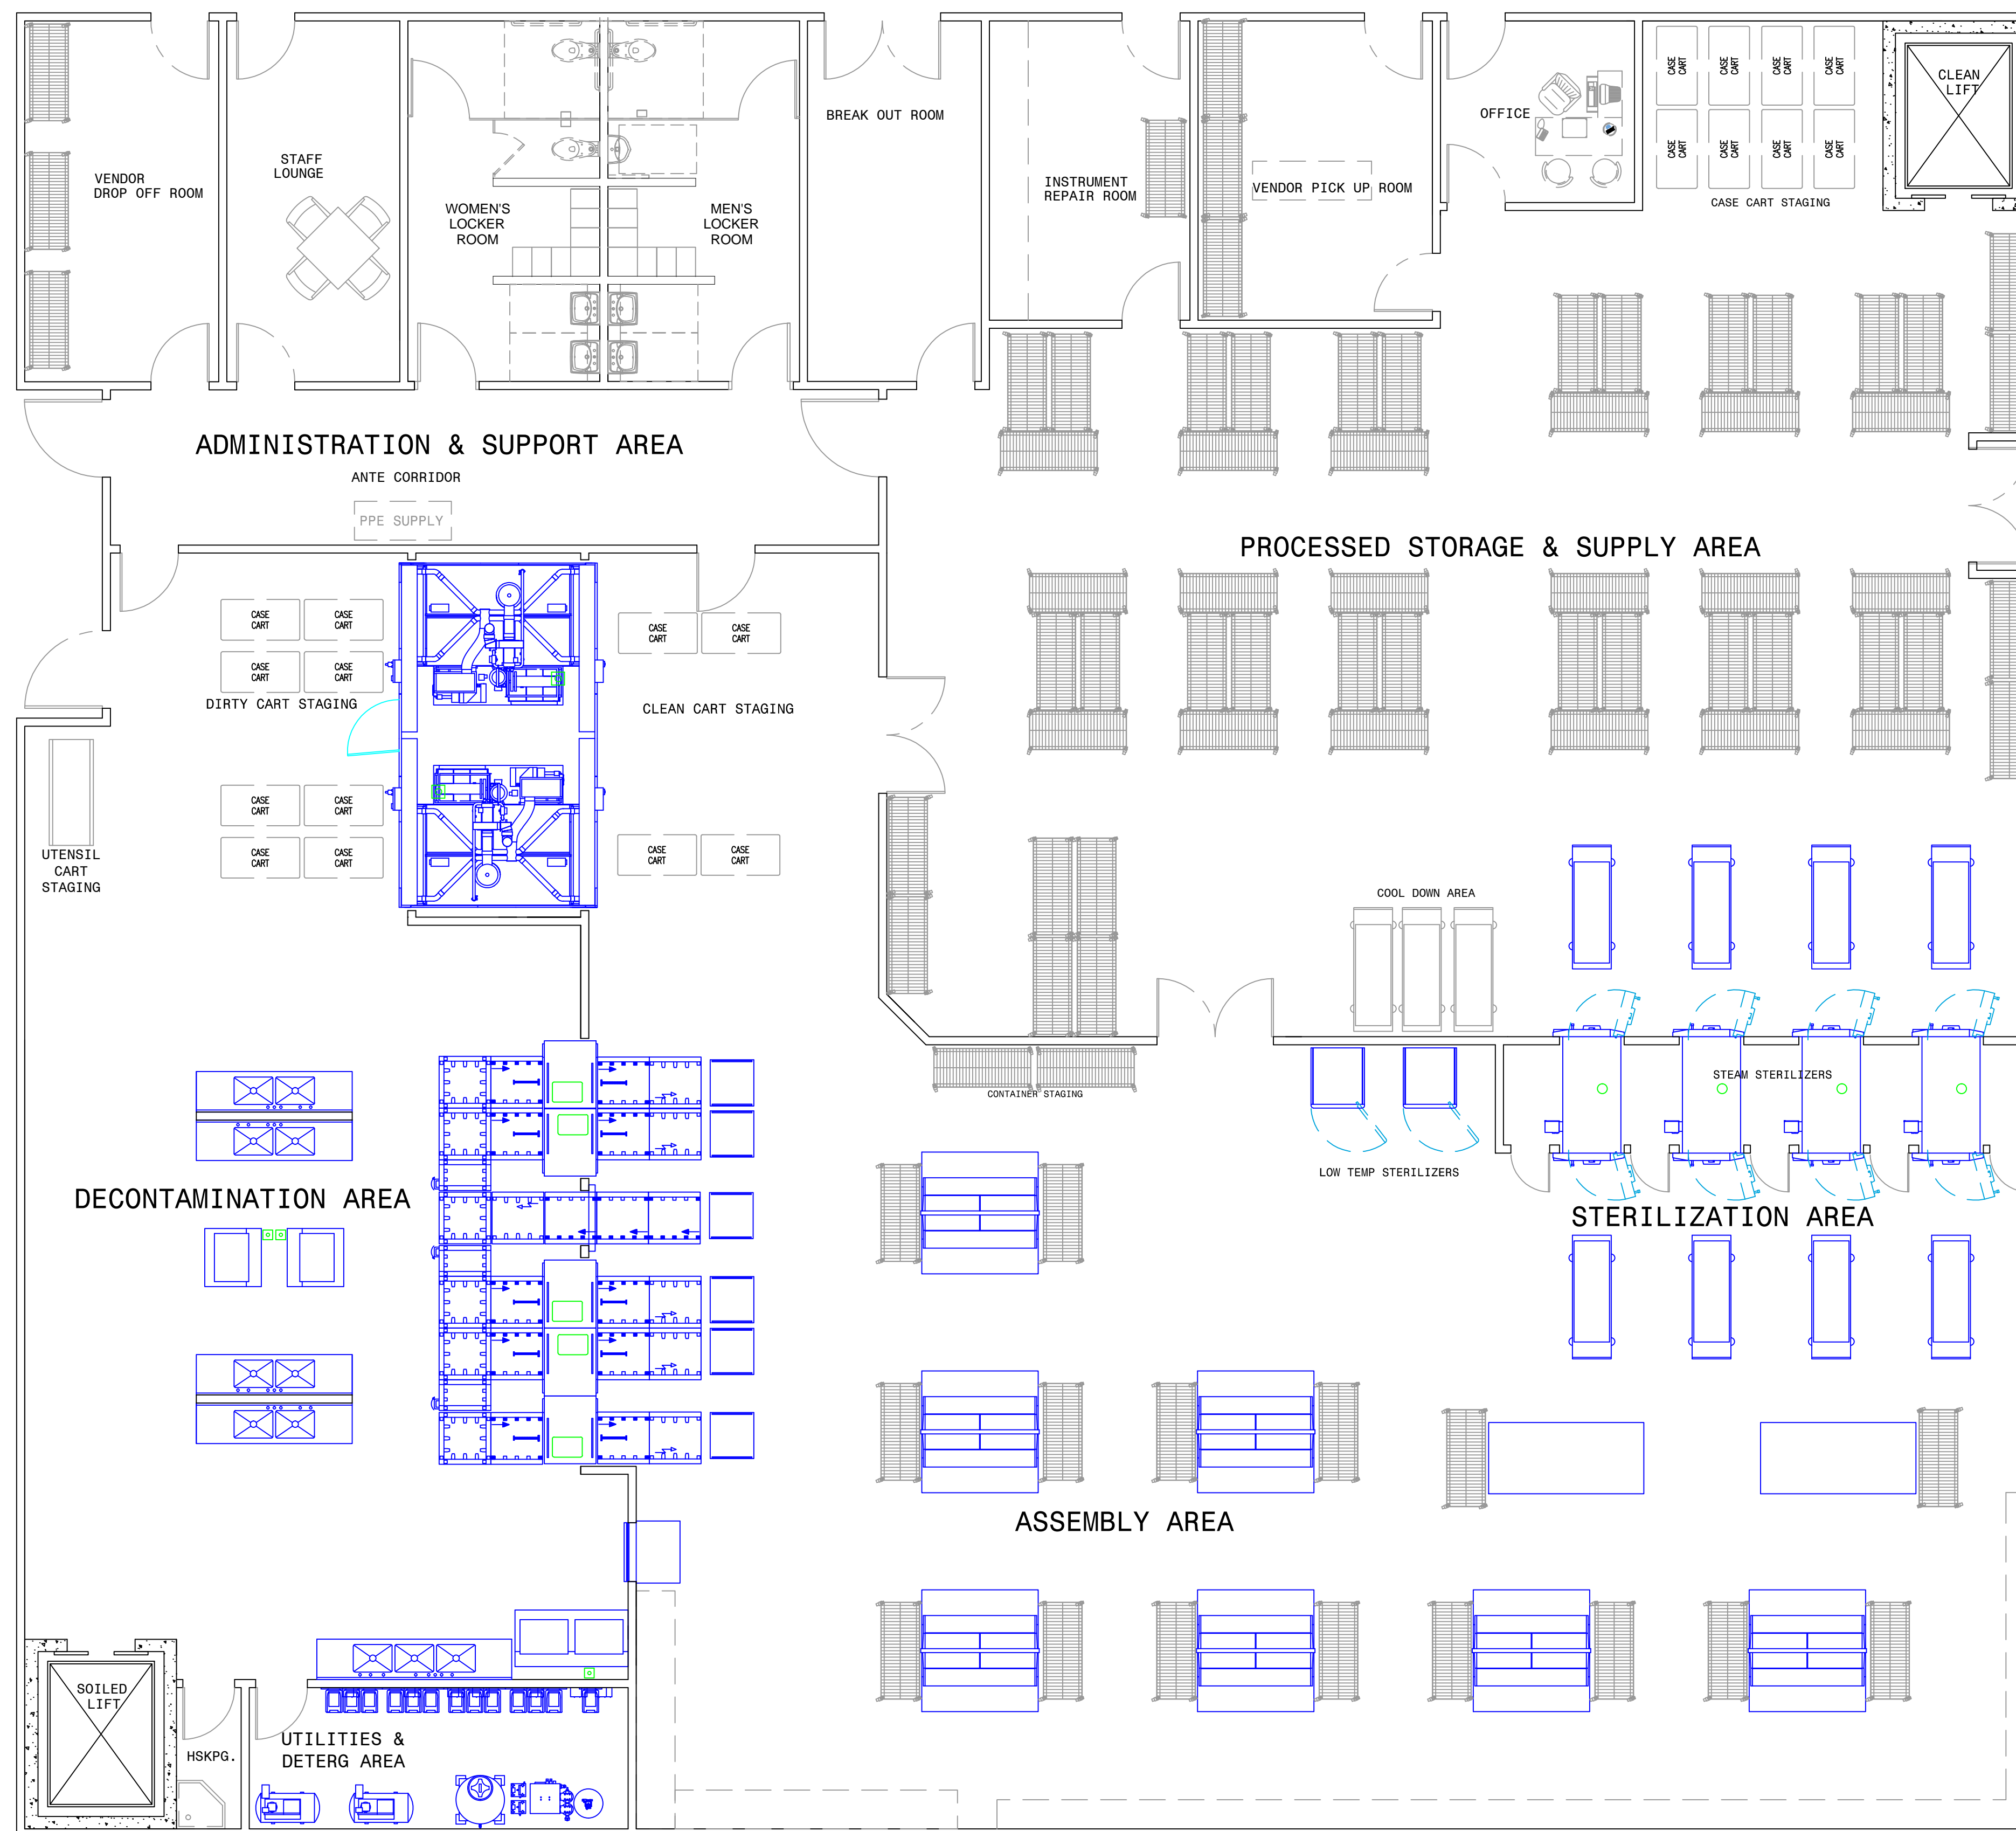 CLEAN
LIFT
CASE
CART
CASE
CART
CASE
CART
CASE
CART
BREAK OUT ROOM
OFFICE
CASE
CART
CASE
CART
CASE
CART
CASE
CART
STAFF
LOUNGE
VENDOR
DROP OFF ROOM
INSTRUMENT
REPAIR ROOM
VENDOR PICK UP ROOM
CASE CART STAGING
WOMEN'S
LOCKER
ROOM
MEN'S
LOCKER
ROOM
ADMINISTRATION & SUPPORT AREA
ANTE CORRIDOR
PPE SUPPLY
PROCESSED STORAGE & SUPPLY AREA
CASE
CART
CASE
CART
CASE
CART
CASE
CART
CASE
CART
CASE
CART
DIRTY CART STAGING
CLEAN CART STAGING
CASE
CART
CASE
CART
CASE
CART
CASE
CART
CASE
CART
CASE
CART
UTENSIL
CART
STAGING
COOL DOWN AREA
STEAM STERILIZERS
CONTAINER STAGING
LOW TEMP STERILIZERS
DECONTAMINATION AREA
STERILIZATION AREA
ASSEMBLY AREA
SOILED
LIFT
HSKPG.
UTILITIES &
DETERG AREA